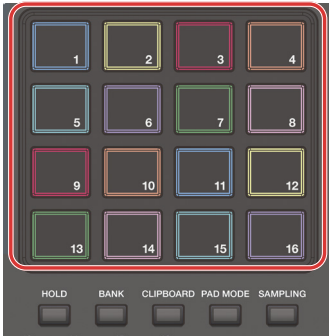 1 2 3 4
5 6 7 8
9 10 11 12
13 14 15 16
HOLD BANK CLIPBOARD PAD MODE SAMPLING